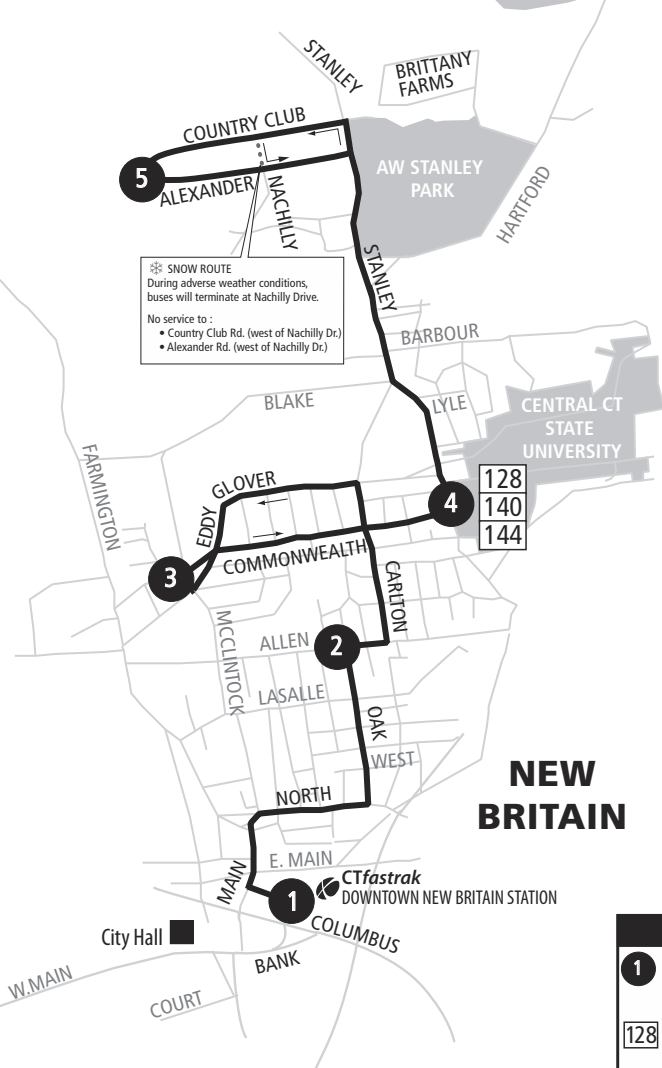 STANLEY
BRITTANY
FARMS
COUNTRY CLUB
AW STANLEY
PARK
5
ALEXANDER
NACHILLY
HARTFORD
STANLEY
SNOW ROUTE
During adverse weather conditions,
buses will terminate at Nachilly Drive.
No service to :
• Country Club Rd. (west of Nachilly Dr.)
• Alexander Rd. (west of Nachilly Dr.)
BARBOUR
BLAKE
LYLE
CENTRAL CT
STATE
UNIVERSITY
FARMINGTON
GLOVER
EDDY
4
128
140
144
COMMONWEALTH
3
CARLTON
MCCLINTOCK
ALLEN
2
LASALLE
OAK
WEST
NEW
BRITAIN
NORTH
MAIN
E. MAIN
1
CTfastrak
DOWNTOWN NEW BRITAIN STATION
City Hall
COLUMBUS
BANK
W.MAIN
COURT
1
128